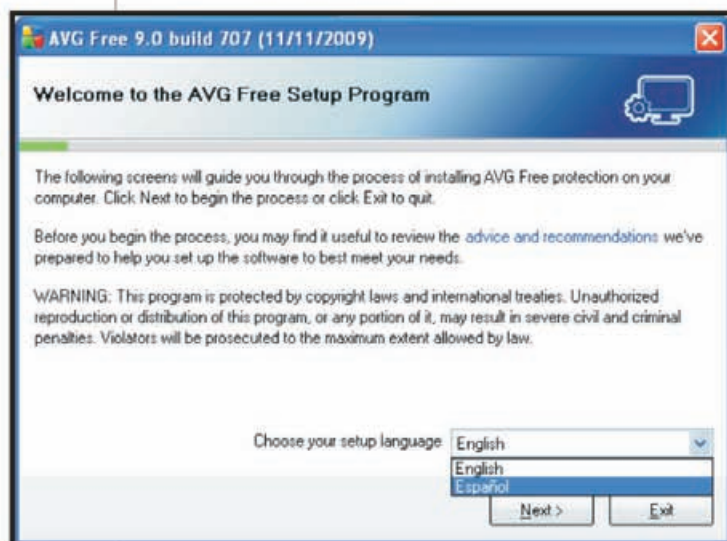 AVG Free 9.0 build 707 (11/11/2009)
Welcome to the AVG Free Setup Program
The following screens will guide you through the process of installing AVG Free protection on your
computer. Click Next to begin the process or click Exit to quit.
Before you begin the process, you may find it useful to review the advice and recommendations we've
prepared to help you set up the software to best meet your needs.
WARNING: This program is protected by copyright laws and international treaties. Unauthorized
reproduction or distribution of this program, or any portion of it, may result in severe civil and criminal
penalties. Violators will be prosecuted to the maximum extent allowed by law.
Choose your setup language English
English
Español
Next > Exit